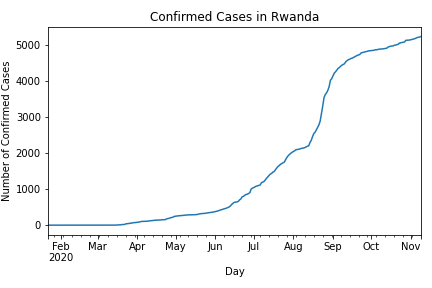 Confirmed Cases in Rwanda
Number of Confirmed Cases
5000
4000
3000
2000
1000
0
Feb Mar Apr May Jun Jul Aug Sep Oct Nov
2020
Day